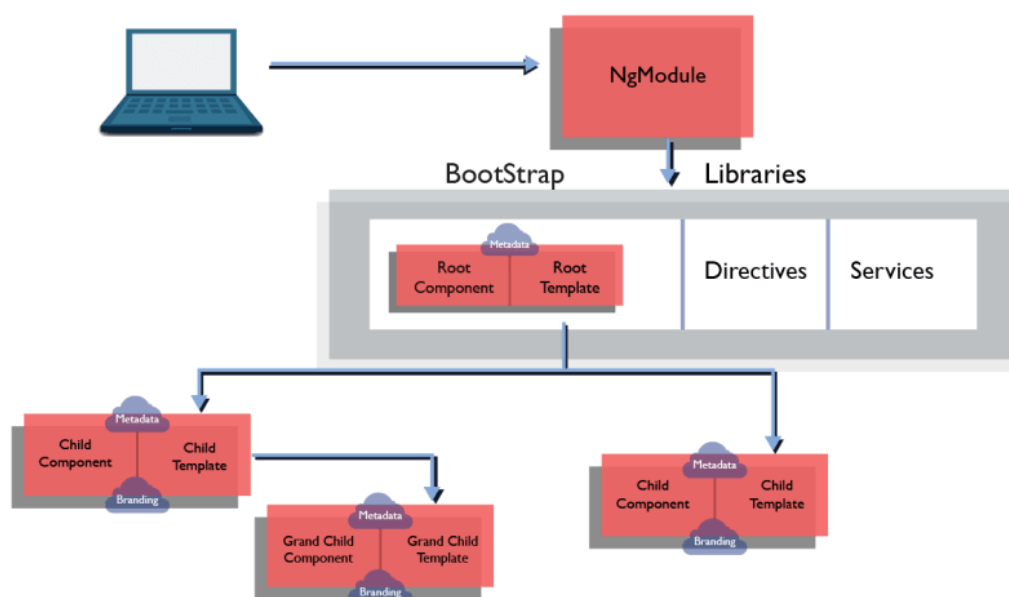 NgModule
BootStrap
Libraries
Metadata
Root
Component
Root
Template
Directives
Services
Metadata
Child
Component
Child
Template
Branding
Metadata
Grand Child
Component
Grand Child
Template
Branding
Metadata
Child
Component
Child
Template
Branding